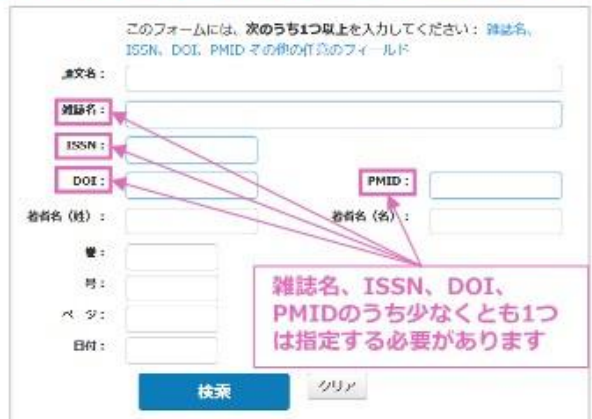 このフォームには、次のうち1つ以上を入力してください： 雑誌名、
ISSN、DOI、PMID その他の任意のフィールド
論文名：
雑誌名：
ISSN：
DOI： PMID：
著者名（姓）： 著者名（名）：
巻：
号：
ページ：
日付：
雑誌名、ISSN、DOI、
PMIDのうち少なくとも1つ
は指定する必要があります
検索 クリア